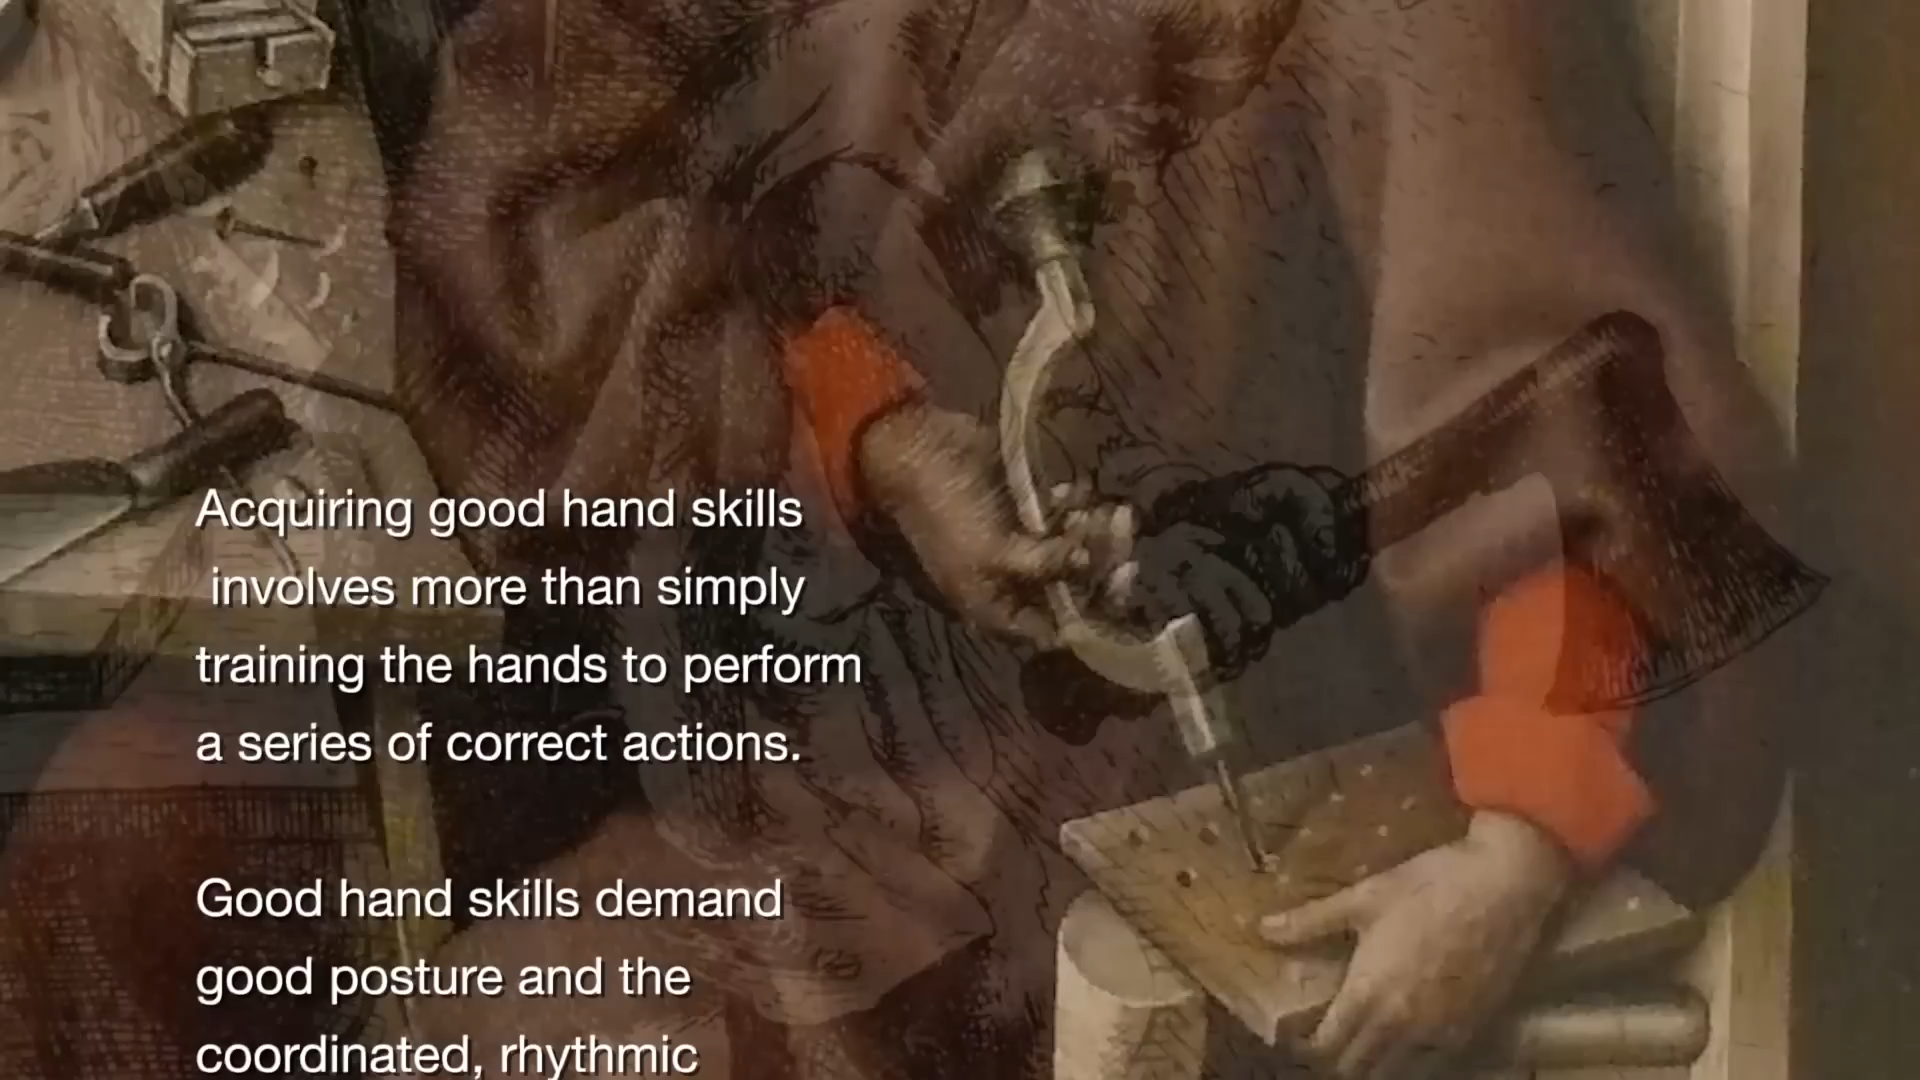 Acquiring good hand skills
involves more than simply
training the hands to perform
a series of correct actions.
Good hand skills demand
good posture and the
coordinated, rhythmic